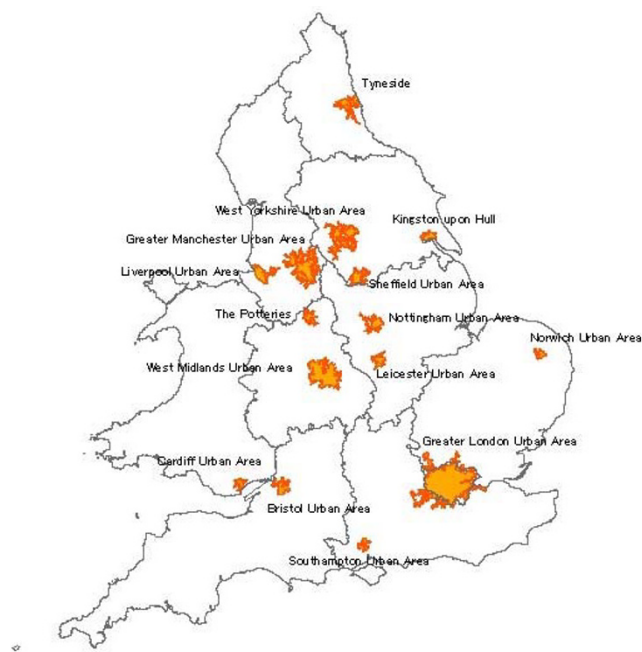 Tyneside
West Yorkshire Urban Area
Kingston upon Hull
Greater Manchester Urban Area
Liverpool Urban Area
Sheffield Urban Area
The Potteries
Nottingham Urban Area
Norwich Urban Area
West Midlands Urban Area
Leicester Urban Area
Greater London Urban Area
Cardiff Urban Area
Bristol Urban Area
Southampton Urban Area